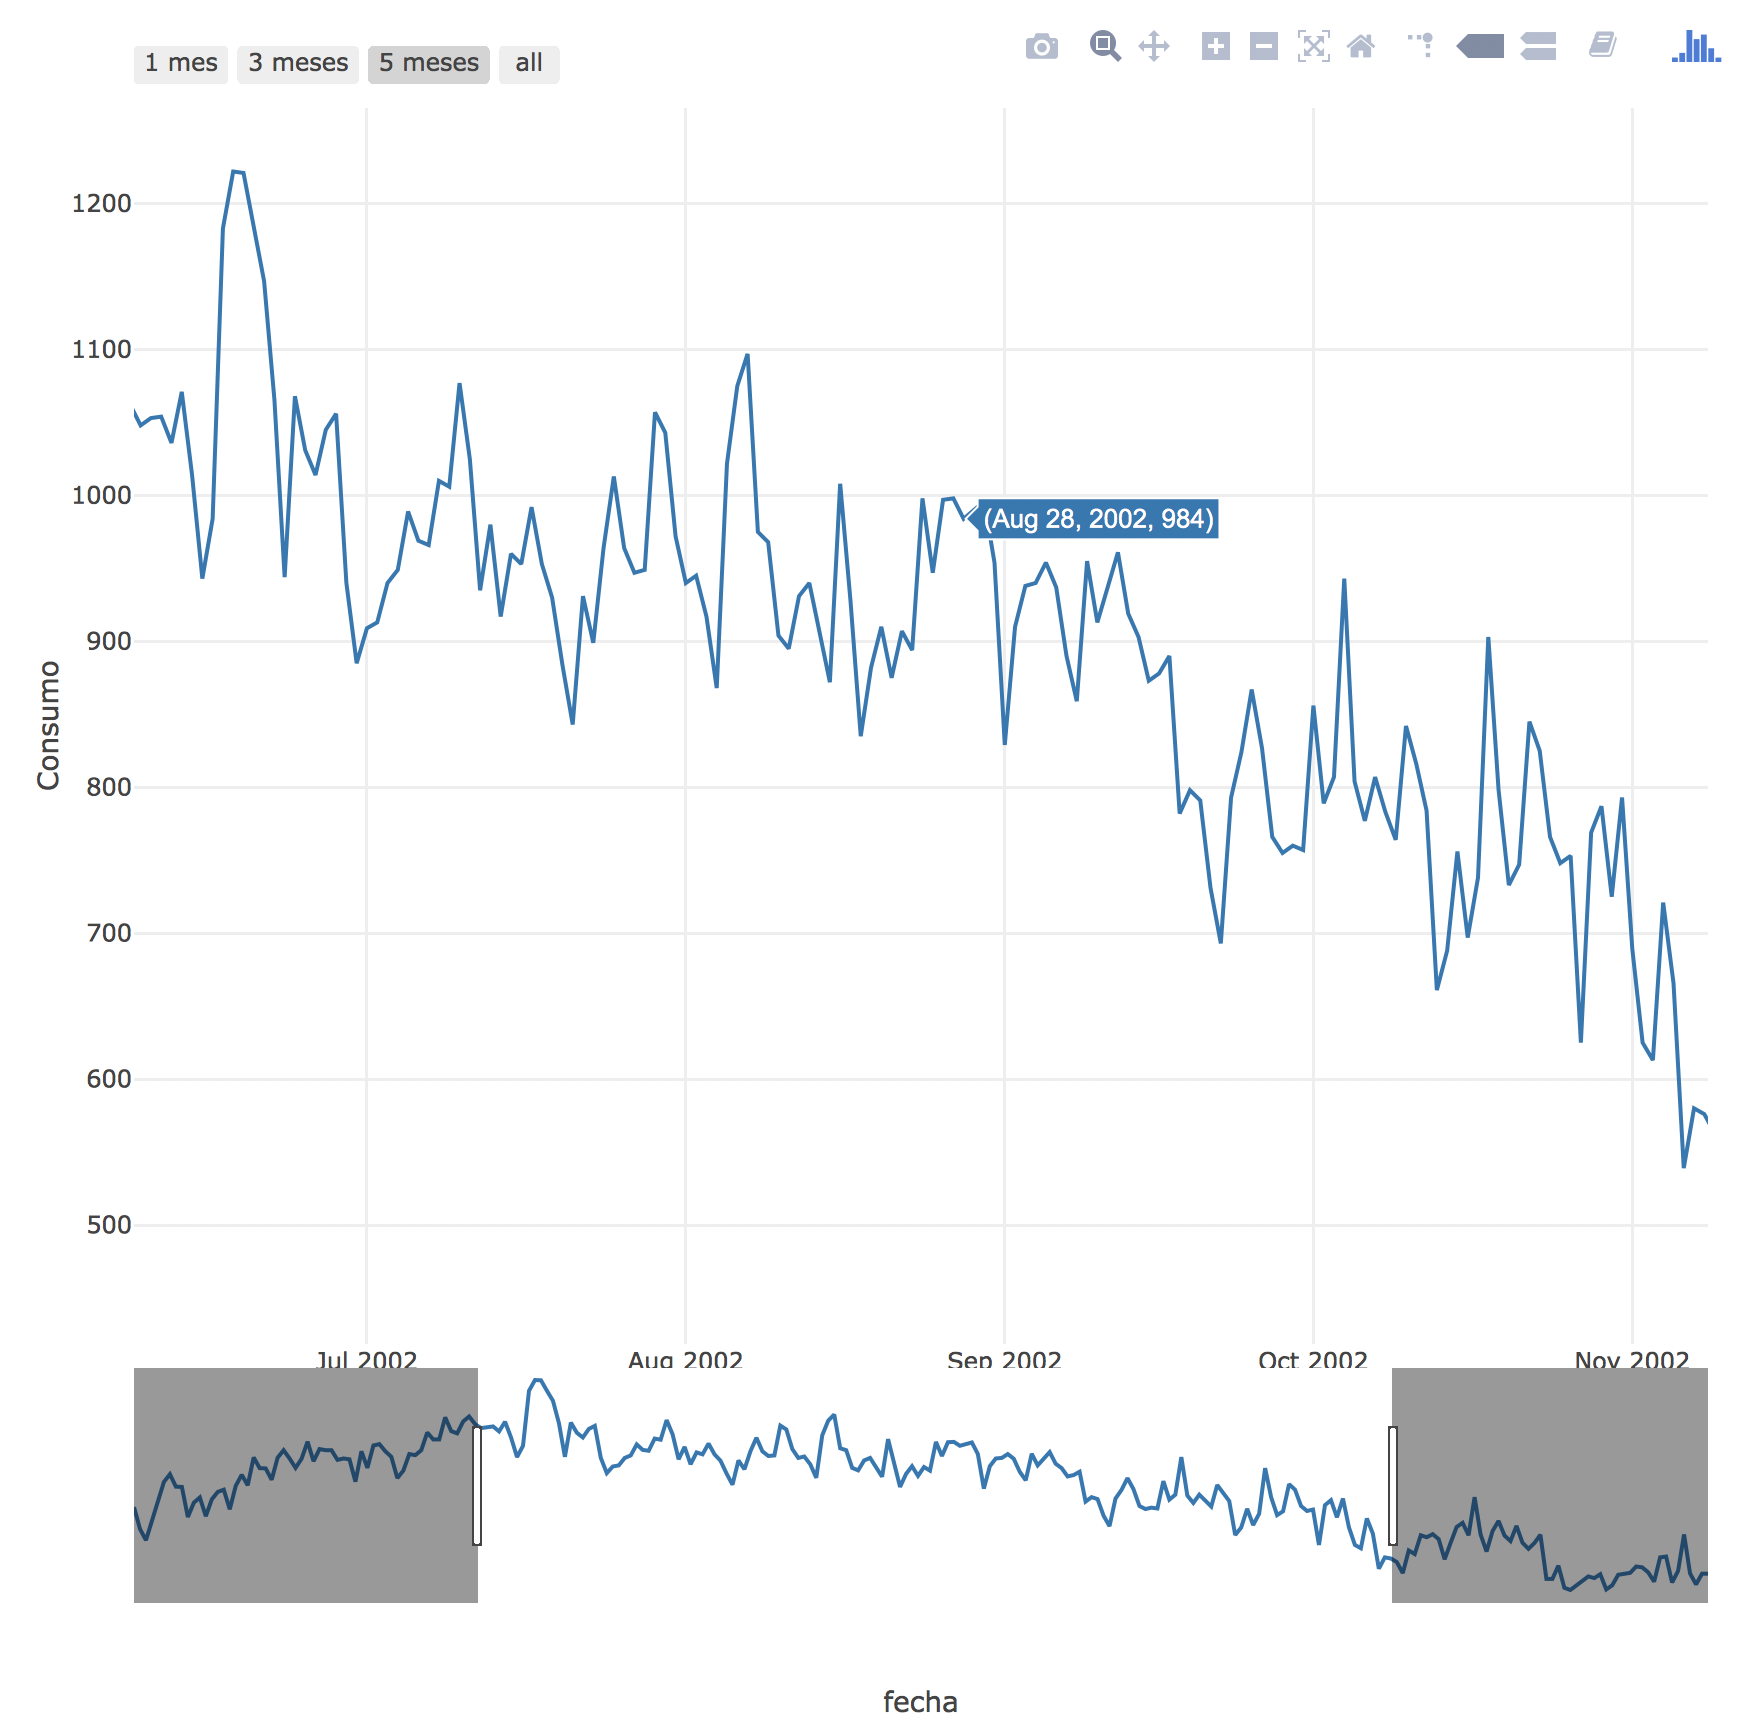 1 mes 3 meses 5 meses all
1200
1100
1000
(Aug 28, 2002, 984)
900
800
700
600
500
Consumo
Jul 2002 Aug 2002 Sep 2002 Oct 2002 Nov 2002
fecha